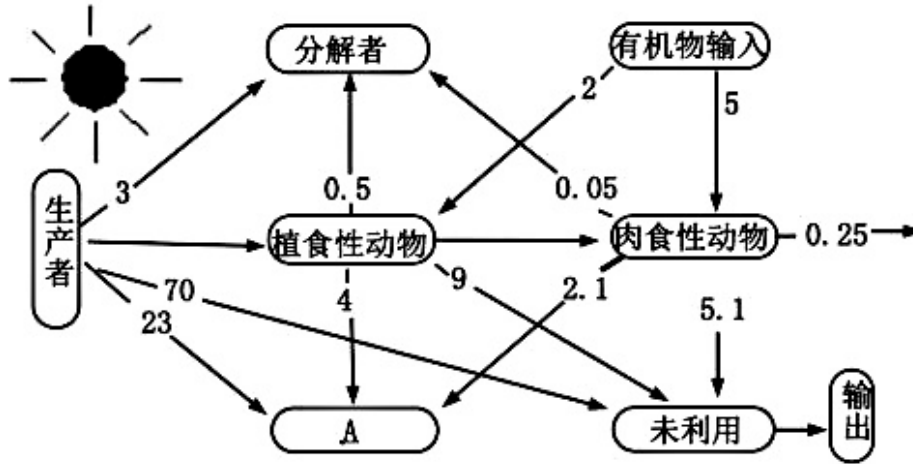 分解者
有机物输入
2
5
3
0.5
0.05
生产者
植食性动物
肉食性动物
0.25
70
4
9
2.1
23
5.1
A
未利用
输出